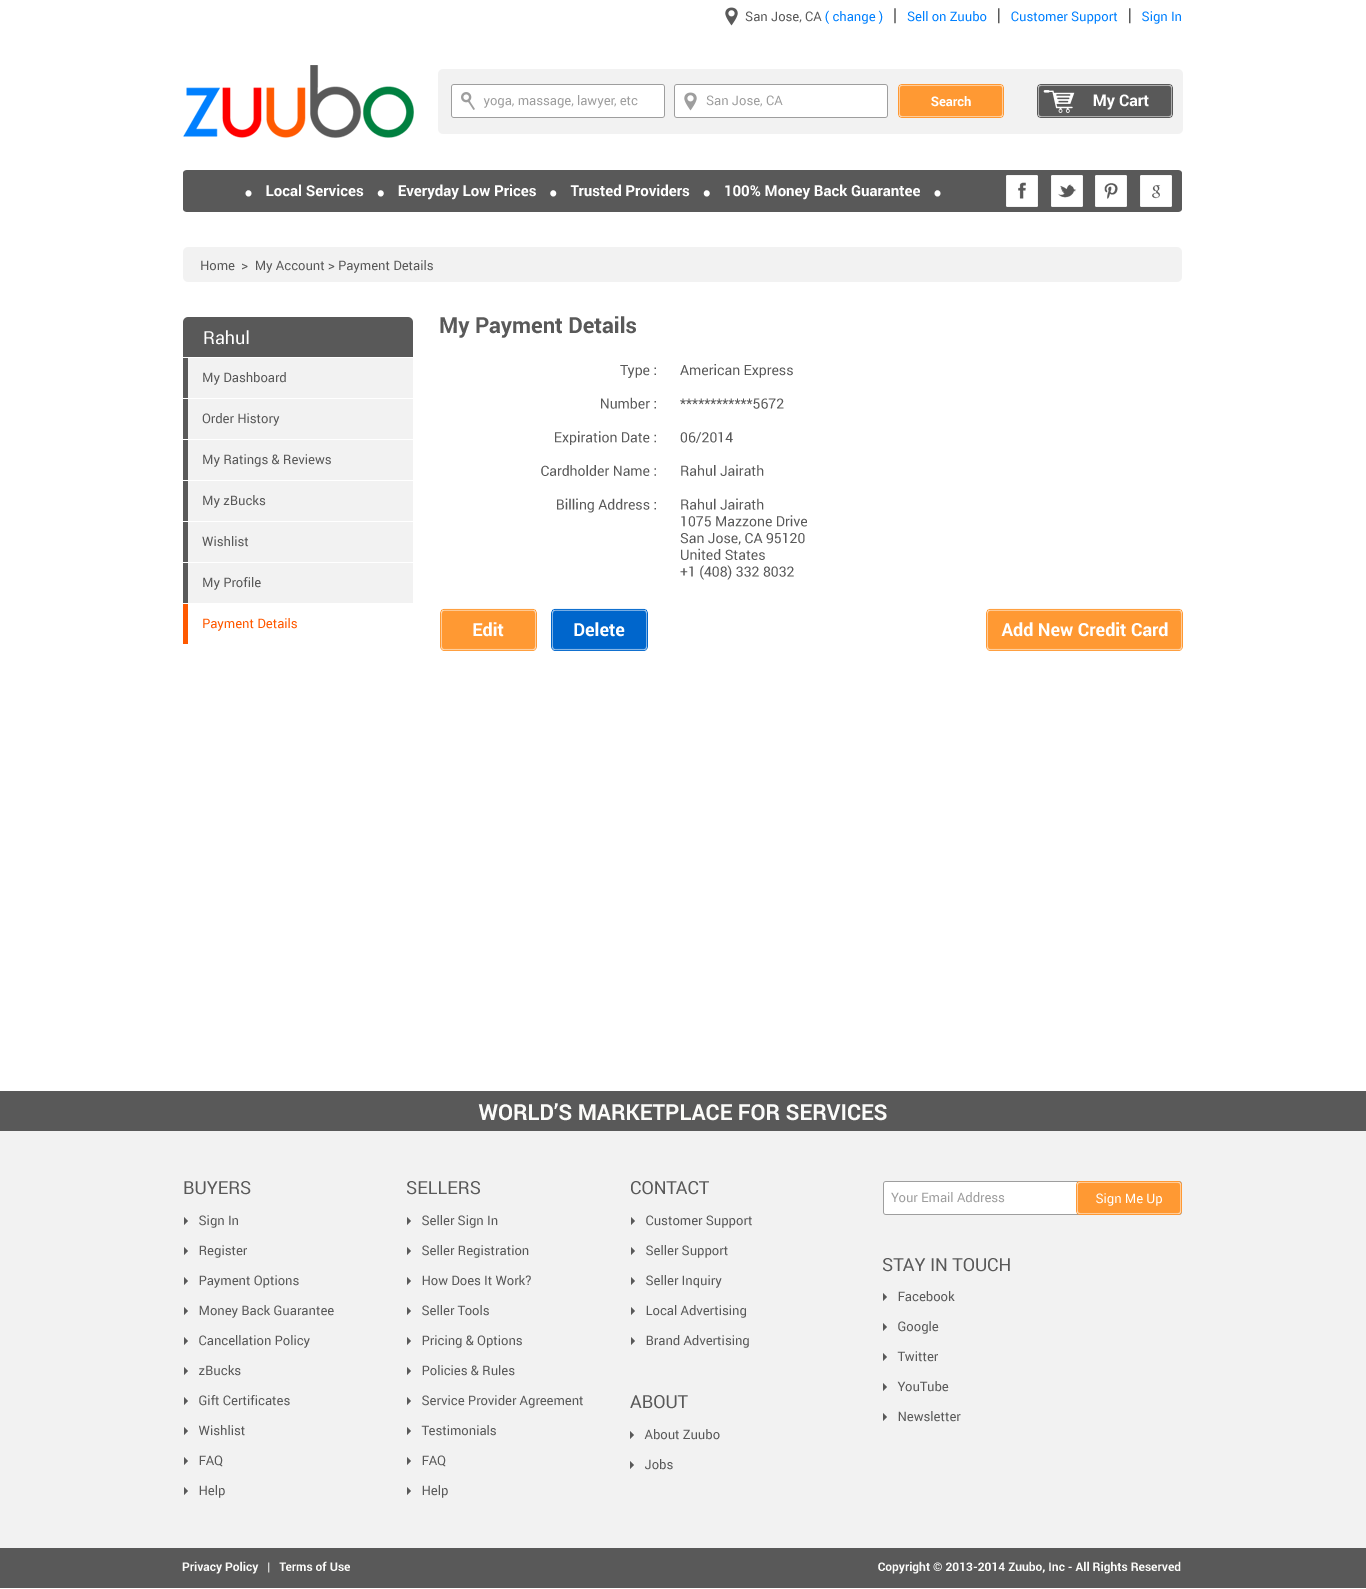 San Jose, CA ( change ) | Sell on Zuubo | Customer Support | Sign In
zuubo
yoga, massage, lawyer, etc
San Jose, CA
Search
My Cart
• Local Services • Everyday Low Prices • Trusted Providers • 100% Money Back Guarantee •
Home > My Account > Payment Details
Rahul
My Dashboard
Order History
My Ratings & Reviews
My zBucks
Wishlist
My Profile
Payment Details
My Payment Details
Type : American Express
Number : ************5672
Expiration Date : 06/2014
Cardholder Name : Rahul Jairath
Billing Address : Rahul Jairath
1075 Mazzone Drive
San Jose, CA 95120
United States
+1 (408) 332 8032
Edit
Delete
Add New Credit Card
WORLD'S MARKETPLACE FOR SERVICES
BUYERS
Sign In
Register
Payment Options
Money Back Guarantee
Cancellation Policy
zBucks
Gift Certificates
Wishlist
FAQ
Help
SELLERS
Seller Sign In
Seller Registration
How Does It Work?
Seller Tools
Pricing & Options
Policies & Rules
Service Provider Agreement
Testimonials
FAQ
Help
CONTACT
Customer Support
Seller Support
Seller Inquiry
Local Advertising
Brand Advertising
ABOUT
About Zuubo
Jobs
Your Email Address
Sign Me Up
STAY IN TOUCH
Facebook
Google
Twitter
YouTube
Newsletter
Privacy Policy | Terms of Use
Copyright © 2013-2014 Zuubo, Inc - All Rights Reserved